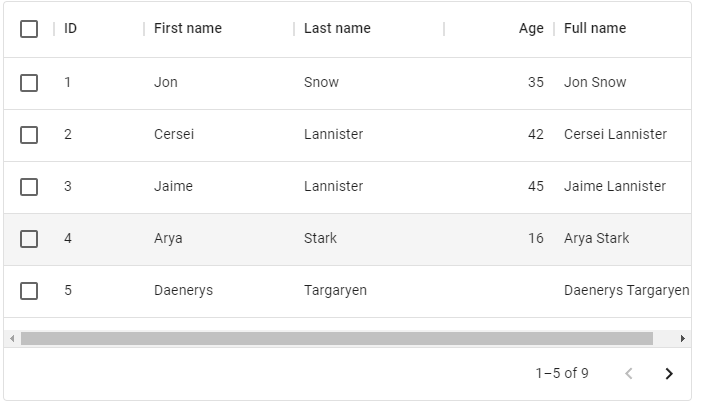 ID First name Last name Age Full name
1 Jon Snow 35 Jon Snow
2 Cersei Lannister 42 Cersei Lannister
3 Jaime Lannister 45 Jaime Lannister
4 Arya Stark 16 Arya Stark
5 Daenerys Targaryen Daenerys Targaryen
1–5 of 9